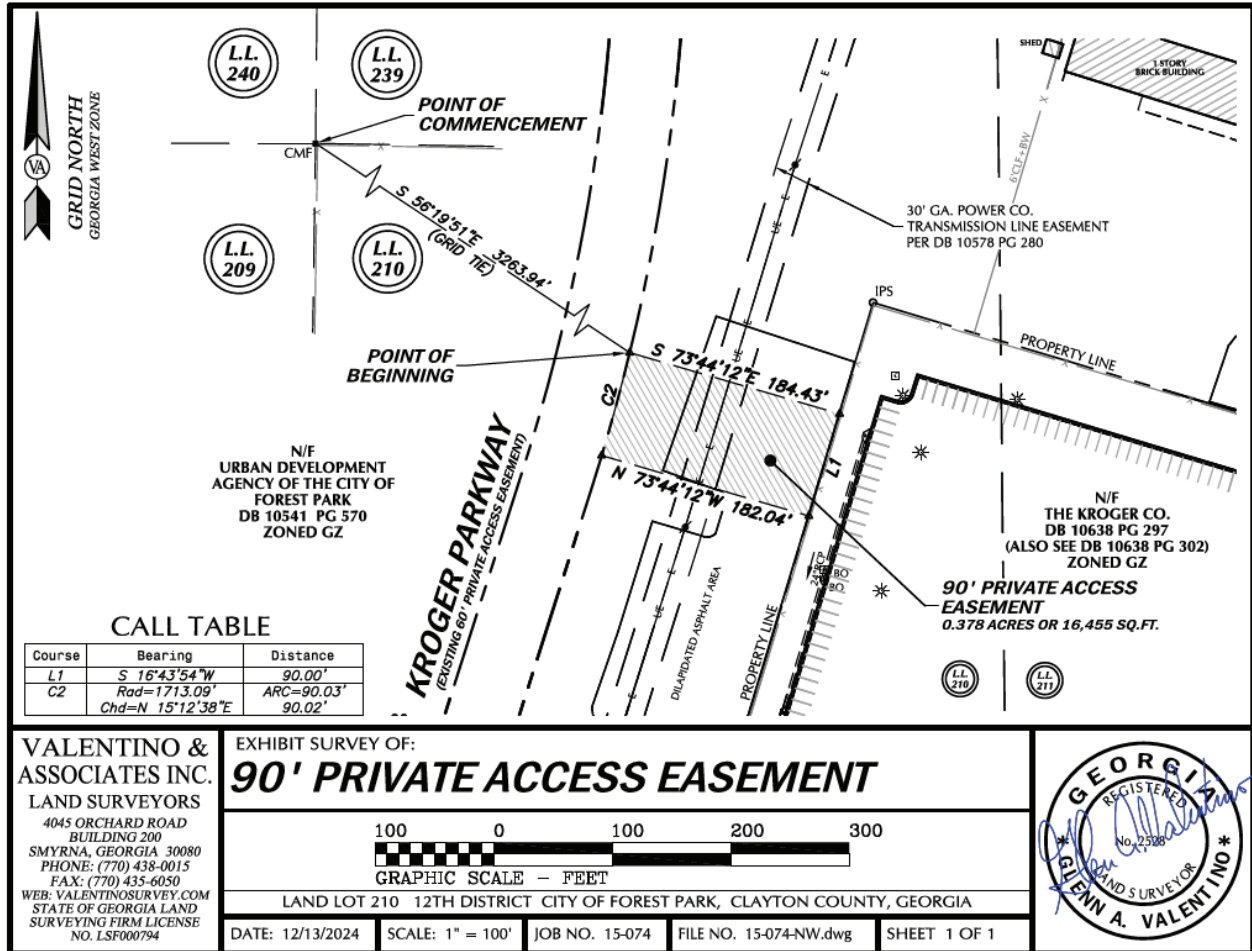 L.L.
240
L.L.
239
POINT OF
COMMENCEMENT
GRID NORTH
GEORGIA WEST ZONE
VA
CMF
S 56°19'51"E 3263.94'
(GRID TIE)
L.L.
209
L.L.
210
SHED
1 STORY
BRICK BUILDING
6'CLF+BW
30' GA. POWER CO.
TRANSMISSION LINE EASEMENT
PER DB 10578 PG 280
IPS
PROPERTY LINE
POINT OF
BEGINNING
S 73°44'12"E 184.43'
C2
L1
N 73°44'12"W 182.04'
N/F
URBAN DEVELOPMENT
AGENCY OF THE CITY OF
FOREST PARK
DB 10541 PG 570
ZONED GZ
KROGER PARKWAY
(EXISTING 60' PRIVATE ACCESS EASEMENT)
N/F
THE KROGER CO.
DB 10638 PG 297
(ALSO SEE DB 10638 PG 302)
ZONED GZ
24"RCP
BO
BO
DILAPIDATED ASPHALT AREA
PROPERTY LINE
90' PRIVATE ACCESS
EASEMENT
0.378 ACRES OR 16,455 SQ.FT.
L.L.
210
L.L.
211
E
UE
CALL TABLE
Course Bearing Distance
L1 S 16°43'54"W 90.00'
C2 Rad=1713.09' ARC=90.03'
Chd=N 15°12'38"E 90.02'
VALENTINO &
ASSOCIATES INC.
LAND SURVEYORS
4045 ORCHARD ROAD
BUILDING 200
SMYRNA, GEORGIA 30080
PHONE: (770) 438-0015
FAX: (770) 435-6050
WEB: VALENTINOSURVEY.COM
STATE OF GEORGIA LAND
SURVEYING FIRM LICENSE
NO. LSF000794
EXHIBIT SURVEY OF:
90' PRIVATE ACCESS EASEMENT
100 0 100 200 300
GRAPHIC SCALE - FEET
LAND LOT 210 12TH DISTRICT CITY OF FOREST PARK, CLAYTON COUNTY, GEORGIA
DATE: 12/13/2024 SCALE: 1" = 100' JOB NO. 15-074 FILE NO. 15-074-NW.dwg SHEET 1 OF 1
GEORGIA
REGISTERED
No. 2528
LAND SURVEYOR
GLENN A. VALENTINO
Glenn A. Valentino